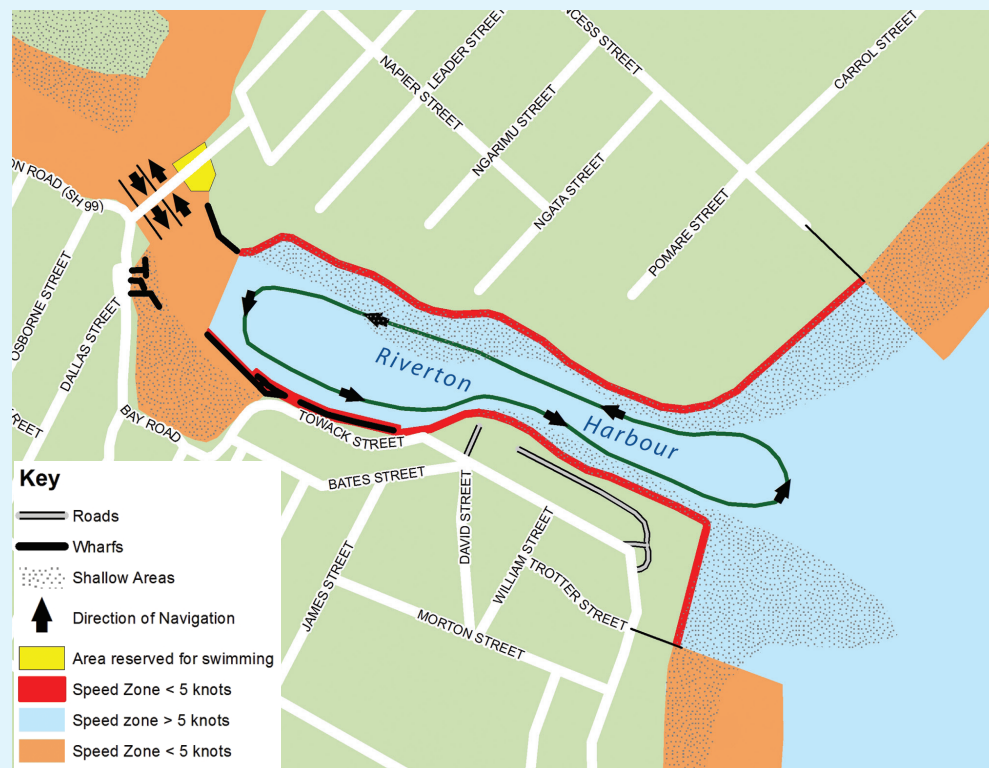 LEADER STREET
NCESS STREET
NAPIER STREET
CARROL STREET
NGARIMU STREET
NGATA STREET
ON ROAD (SH 99)
POMARE STREET
OSBORNE STREET
DALLAS STREET
Riverton
Harbour
BAY ROAD
TOWACK STREET
REET
BATES STREET
DAVID STREET
WILLIAM STREET
TROTTER STREET
JAMES STREET
MORTON STREET
Key
Roads
Wharfs
Shallow Areas
Direction of Navigation
Area reserved for swimming
Speed Zone < 5 knots
Speed zone > 5 knots
Speed Zone < 5 knots